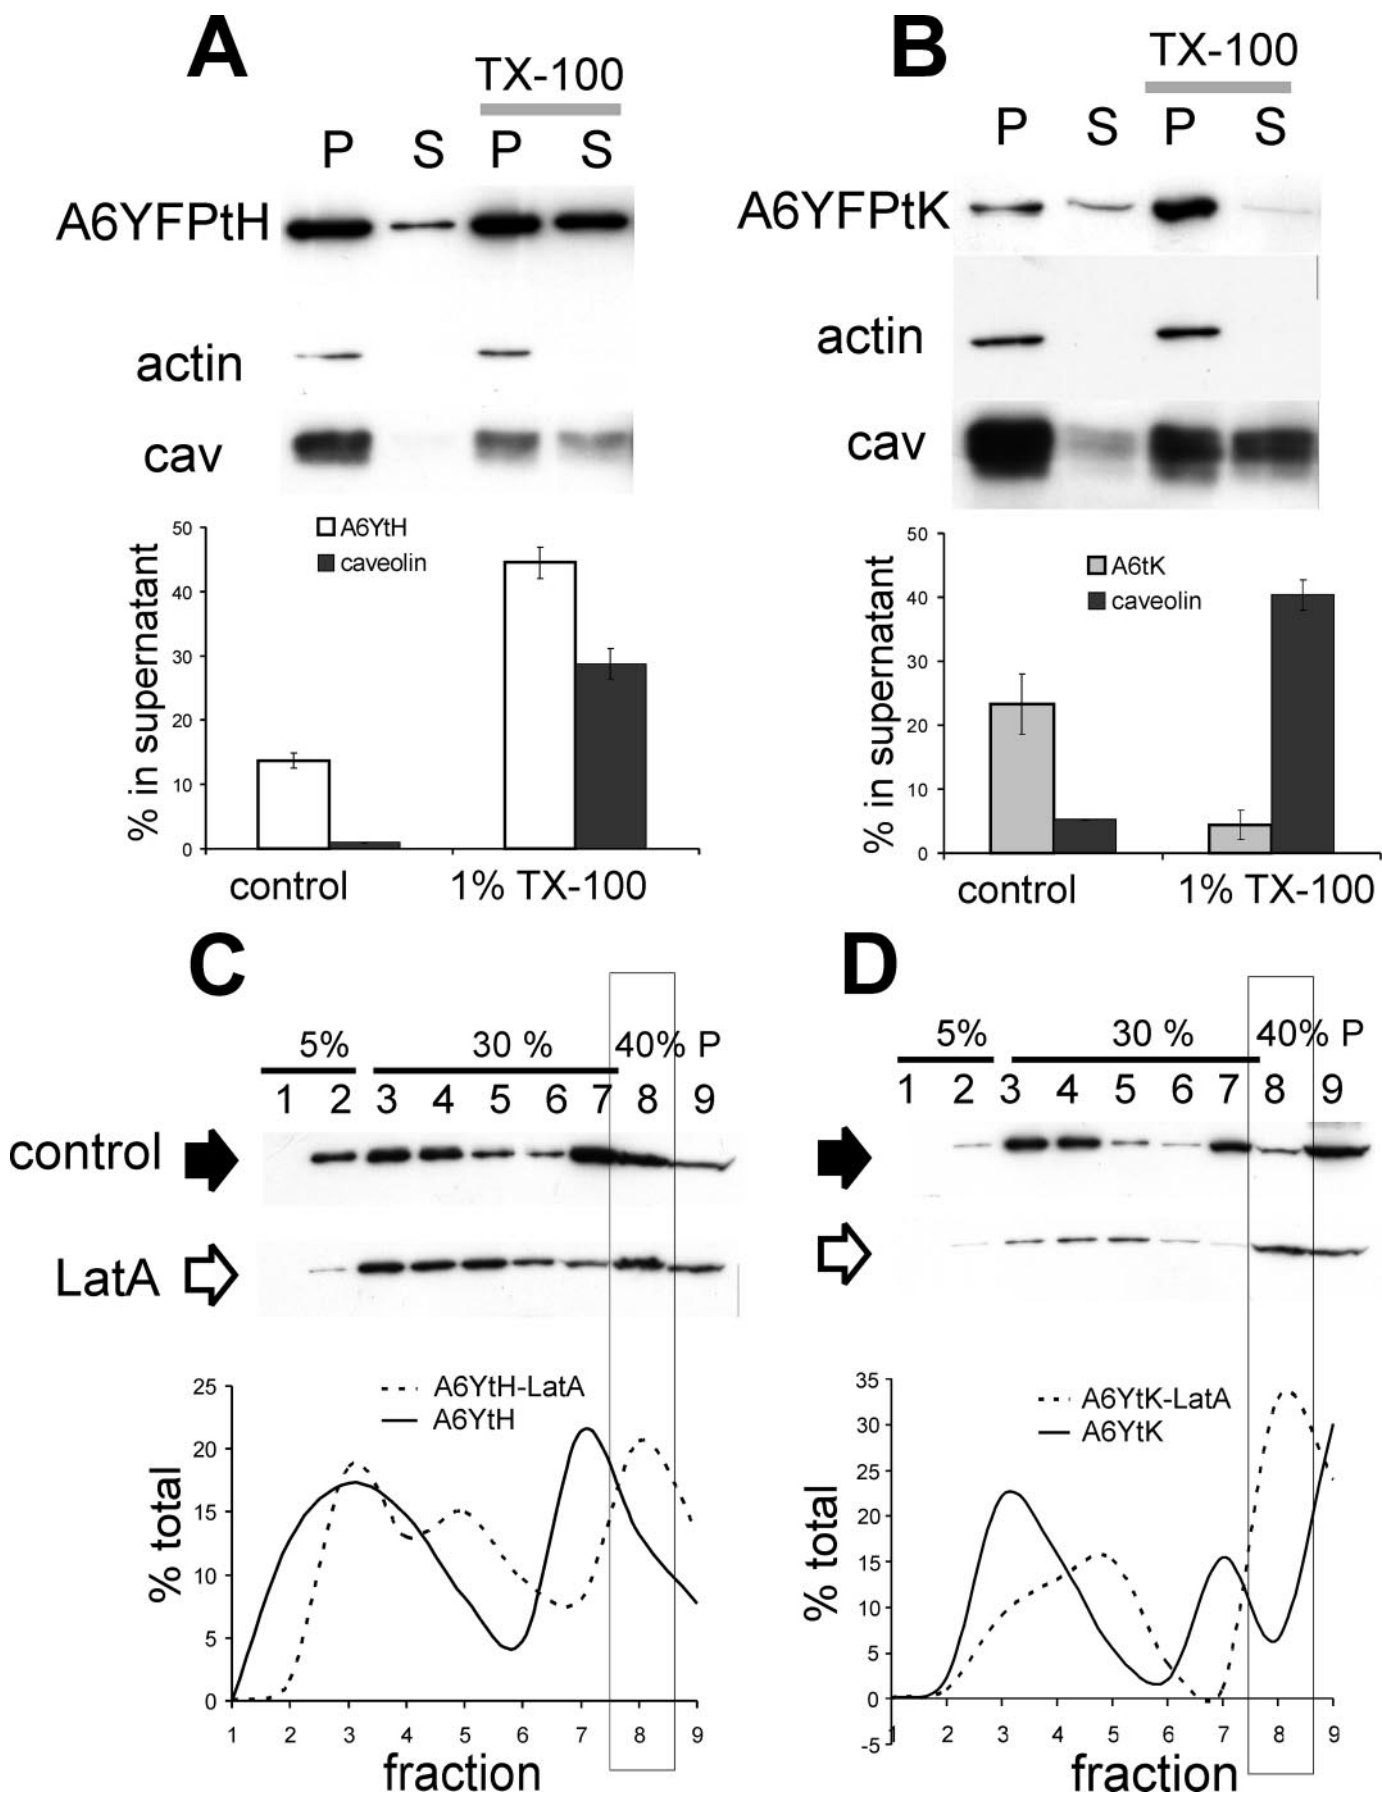 A
TX-100
P S P S
A6YFPtH
actin
cav
50
40
30
20
10
0
% in supernatant
A6YtH
caveolin
control 1% TX-100
B
TX-100
P S P S
A6YFPtK
actin
cav
50
40
30
20
10
0
% in supernatant
A6tK
caveolin
control 1% TX-100
C
5% 30 % 40% P
1 2 3 4 5 6 7 8 9
control
LatA
25
20
15
10
5
0
% total
A6YtH-LatA
A6YtH
1 2 3 4 5 6 7 8 9
fraction
D
5% 30 % 40% P
1 2 3 4 5 6 7 8 9
35
30
25
20
15
10
5
0
-5
% total
A6YtK-LatA
A6YtK
1 2 3 4 5 6 7 8 9
fraction